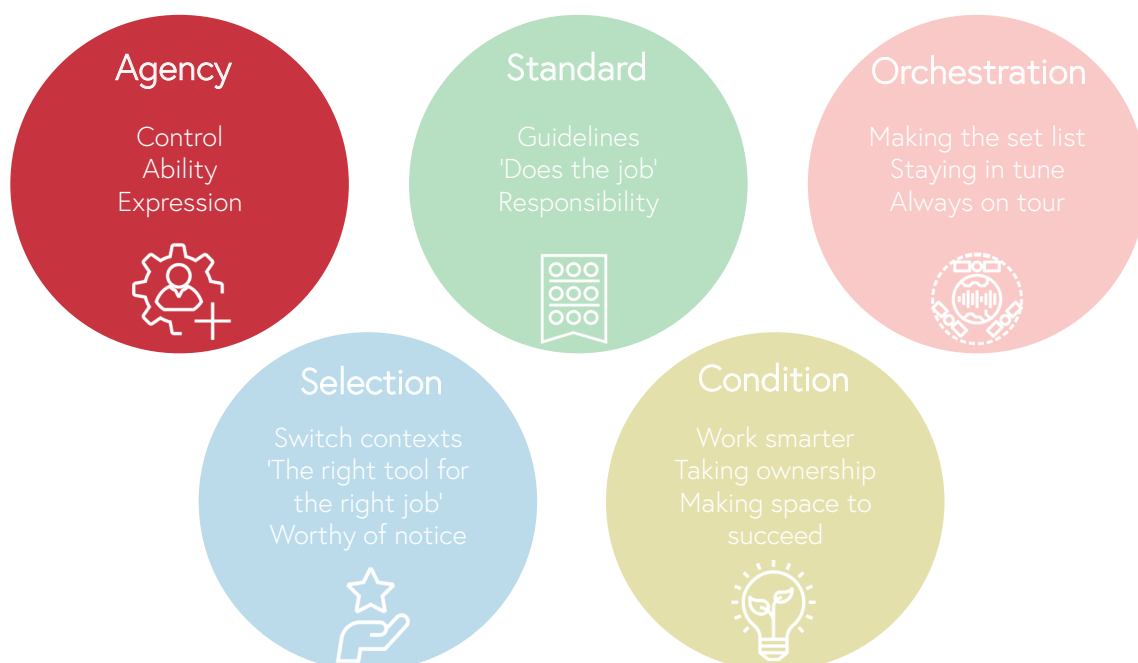 Agency
Control
Ability
Expression
Standard
Guidelines
'Does the job'
Responsibility
Orchestration
Making the set list
Staying in tune
Always on tour
Selection
Switch contexts
'The right tool for
the right job'
Worthy of notice
Condition
Work smarter
Taking ownership
Making space to
succeed